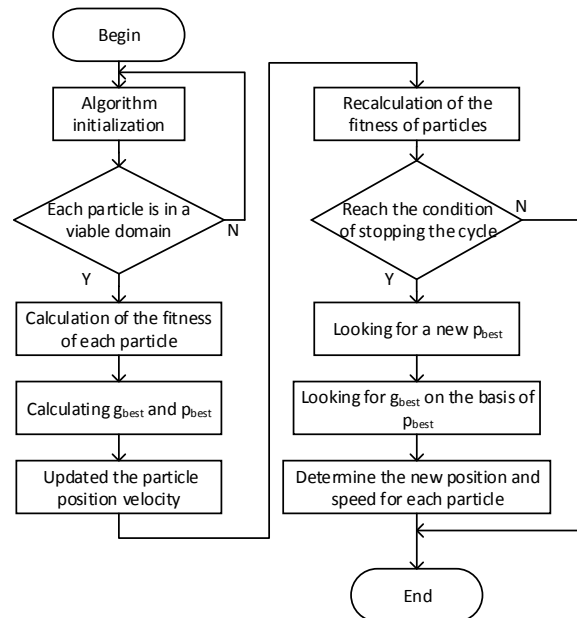 Begin
Algorithm
initialization
Each particle is in a
viable domain
N
Y
Calculation of the fitness
of each particle
Calculating gbest and pbest
Updated the particle
position velocity
Recalculation of the
fitness of particles
Reach the condition
of stopping the cycle
N
Y
Looking for a new pbest
Looking for gbest on the basis of
pbest
Determine the new position and
speed for each particle
End